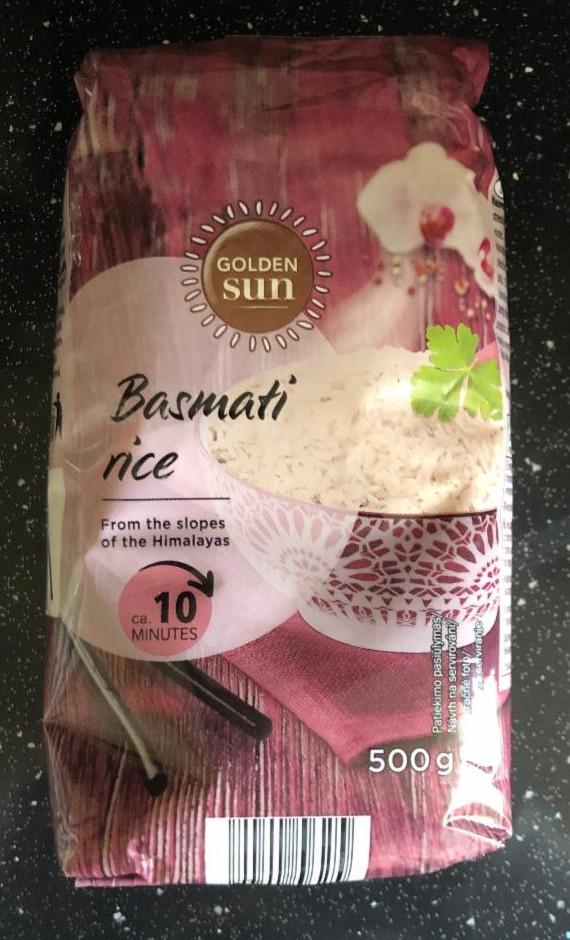 GOLDEN
sun
Basmati
rice
From the slopes
of the Himalayas
ca. 10
MINUTES
Patiekimo pasiūlymas/
Návrh na servírování/
500 g